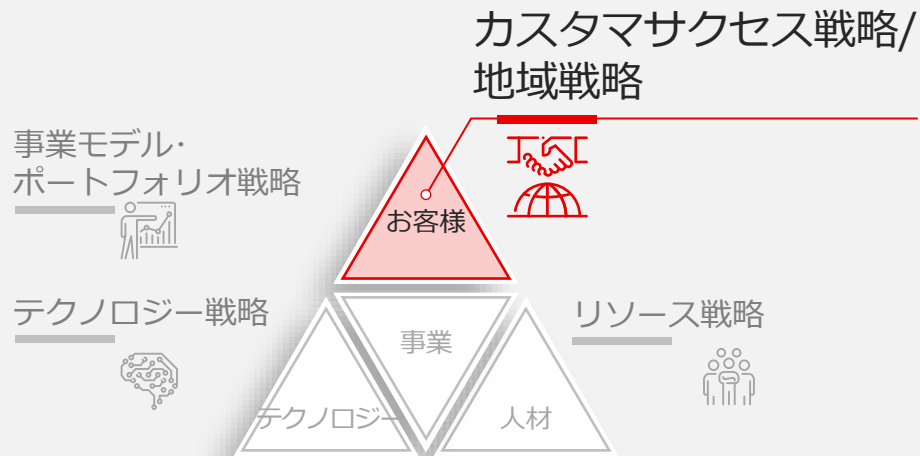 カスタマサクセス戦略/
地域戦略
事業モデル･
ポートフォリオ戦略
お客様
テクノロジー戦略
リソース戦略
事業
テクノロジー
人材